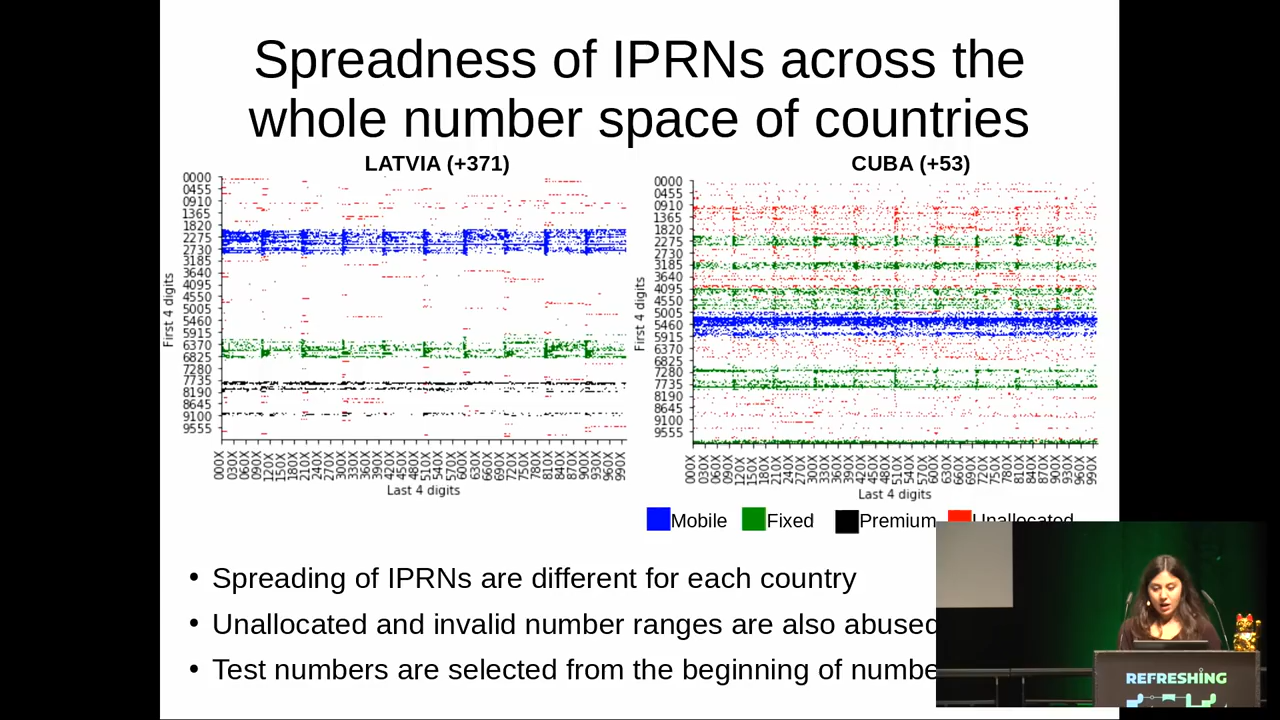 Spreadness of IPRNs across the
whole number space of countries
LATVIA (+371)
0000
0455
0910
1365
1820
2275
2730
3185
3640
4095
4550
5005
5460
5915
6370
6825
7280
7735
8190
8645
9100
9555
First 4 digits
000X
030X
060X
090X
120X
150X
180X
210X
240X
270X
300X
330X
360X
390X
420X
450X
480X
510X
540X
570X
600X
630X
660X
690X
720X
750X
780X
810X
840X
870X
900X
930X
960X
990X
Last 4 digits
CUBA (+53)
0000
0455
0910
1365
1820
2275
2730
3185
3640
4095
4550
5005
5460
5915
6370
6825
7280
7735
8190
8645
9100
9555
First 4 digits
000X
030X
060X
090X
120X
150X
180X
210X
240X
270X
300X
330X
360X
390X
420X
450X
480X
510X
540X
570X
600X
630X
660X
690X
720X
750X
780X
810X
840X
870X
900X
930X
960X
990X
Last 4 digits
Mobile Fixed Premium Unallocated
• Spreading of IPRNs are different for each country
• Unallocated and invalid number ranges are also abused
• Test numbers are selected from the beginning of numbe
REFRESHING